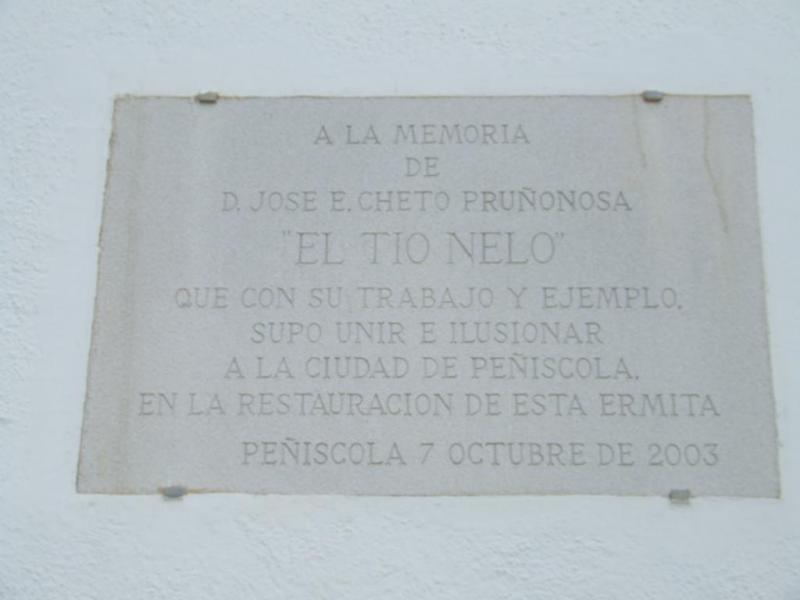 A LA MEMORIA
DE
D. JOSE E. CHETO PRUÑONOSA
"EL TIO NELO"
QUE CON SU TRABAJO Y EJEMPLO,
SUPO UNIR E ILUSIONAR
A LA CIUDAD DE PEÑISCOLA,
EN LA RESTAURACION DE ESTA ERMITA
PEÑISCOLA 7 OCTUBRE DE 2003